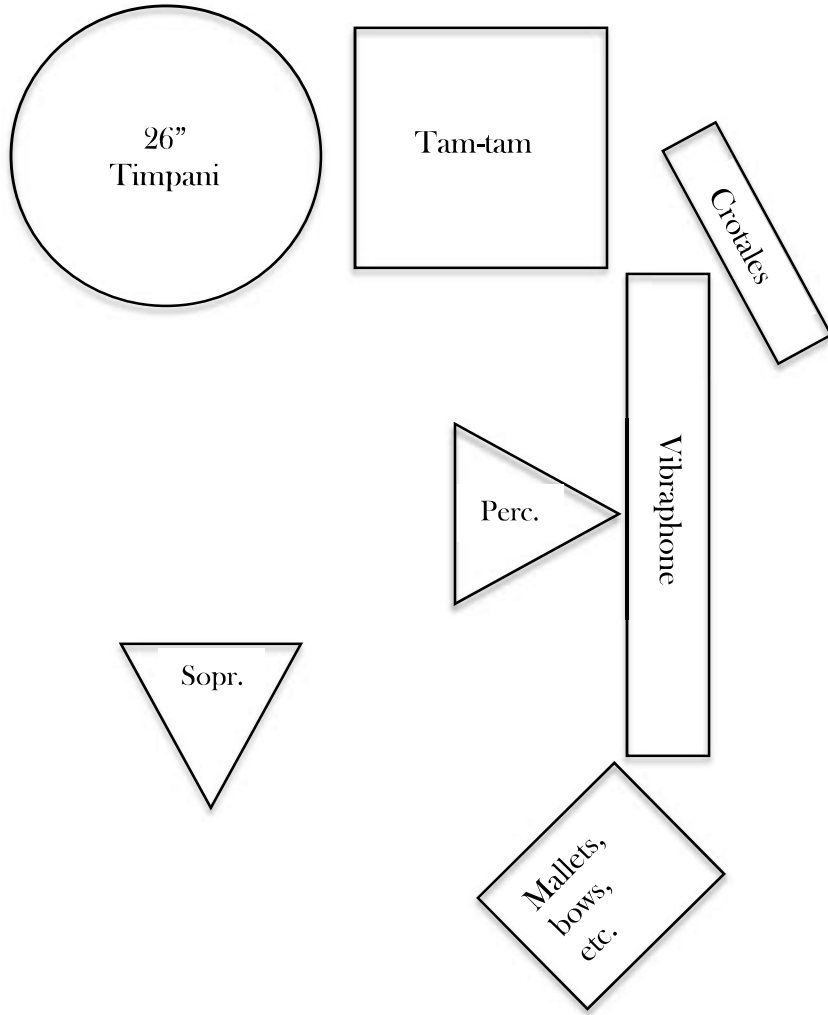 26”
Timpani
Tam-tam
Crotales
Vibraphone
Perc.
Sopr.
Mallets,
bows,
etc.